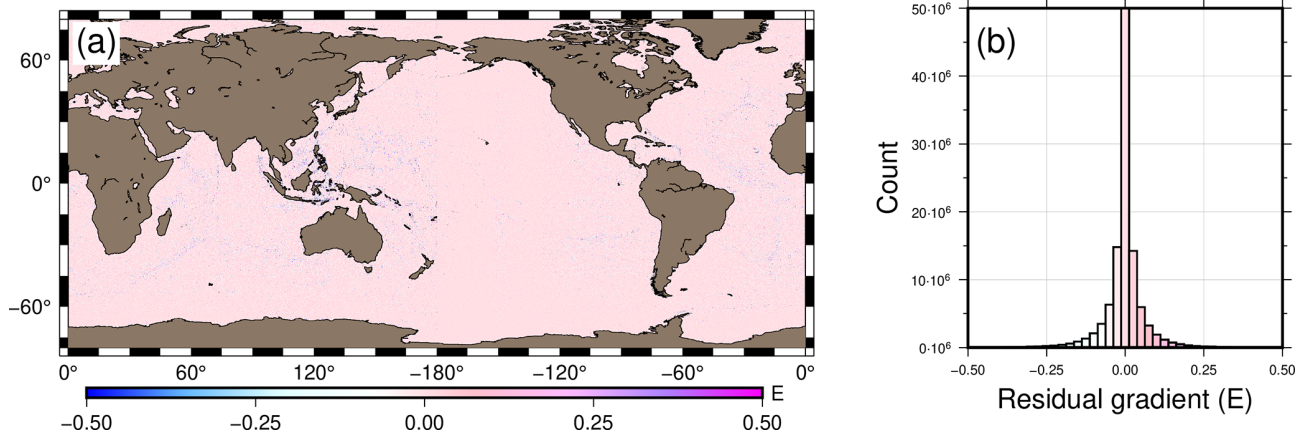 (a)
60°
0°
−60°
0° 60° 120° −180° −120° −60° 0°
E
−0.50 −0.25 0.00 0.25 0.50
(b)
50·10⁶
40·10⁶
30·10⁶
20·10⁶
10·10⁶
0·10⁶
Count
−0.50 −0.25 0.00 0.25 0.50
Residual gradient (E)